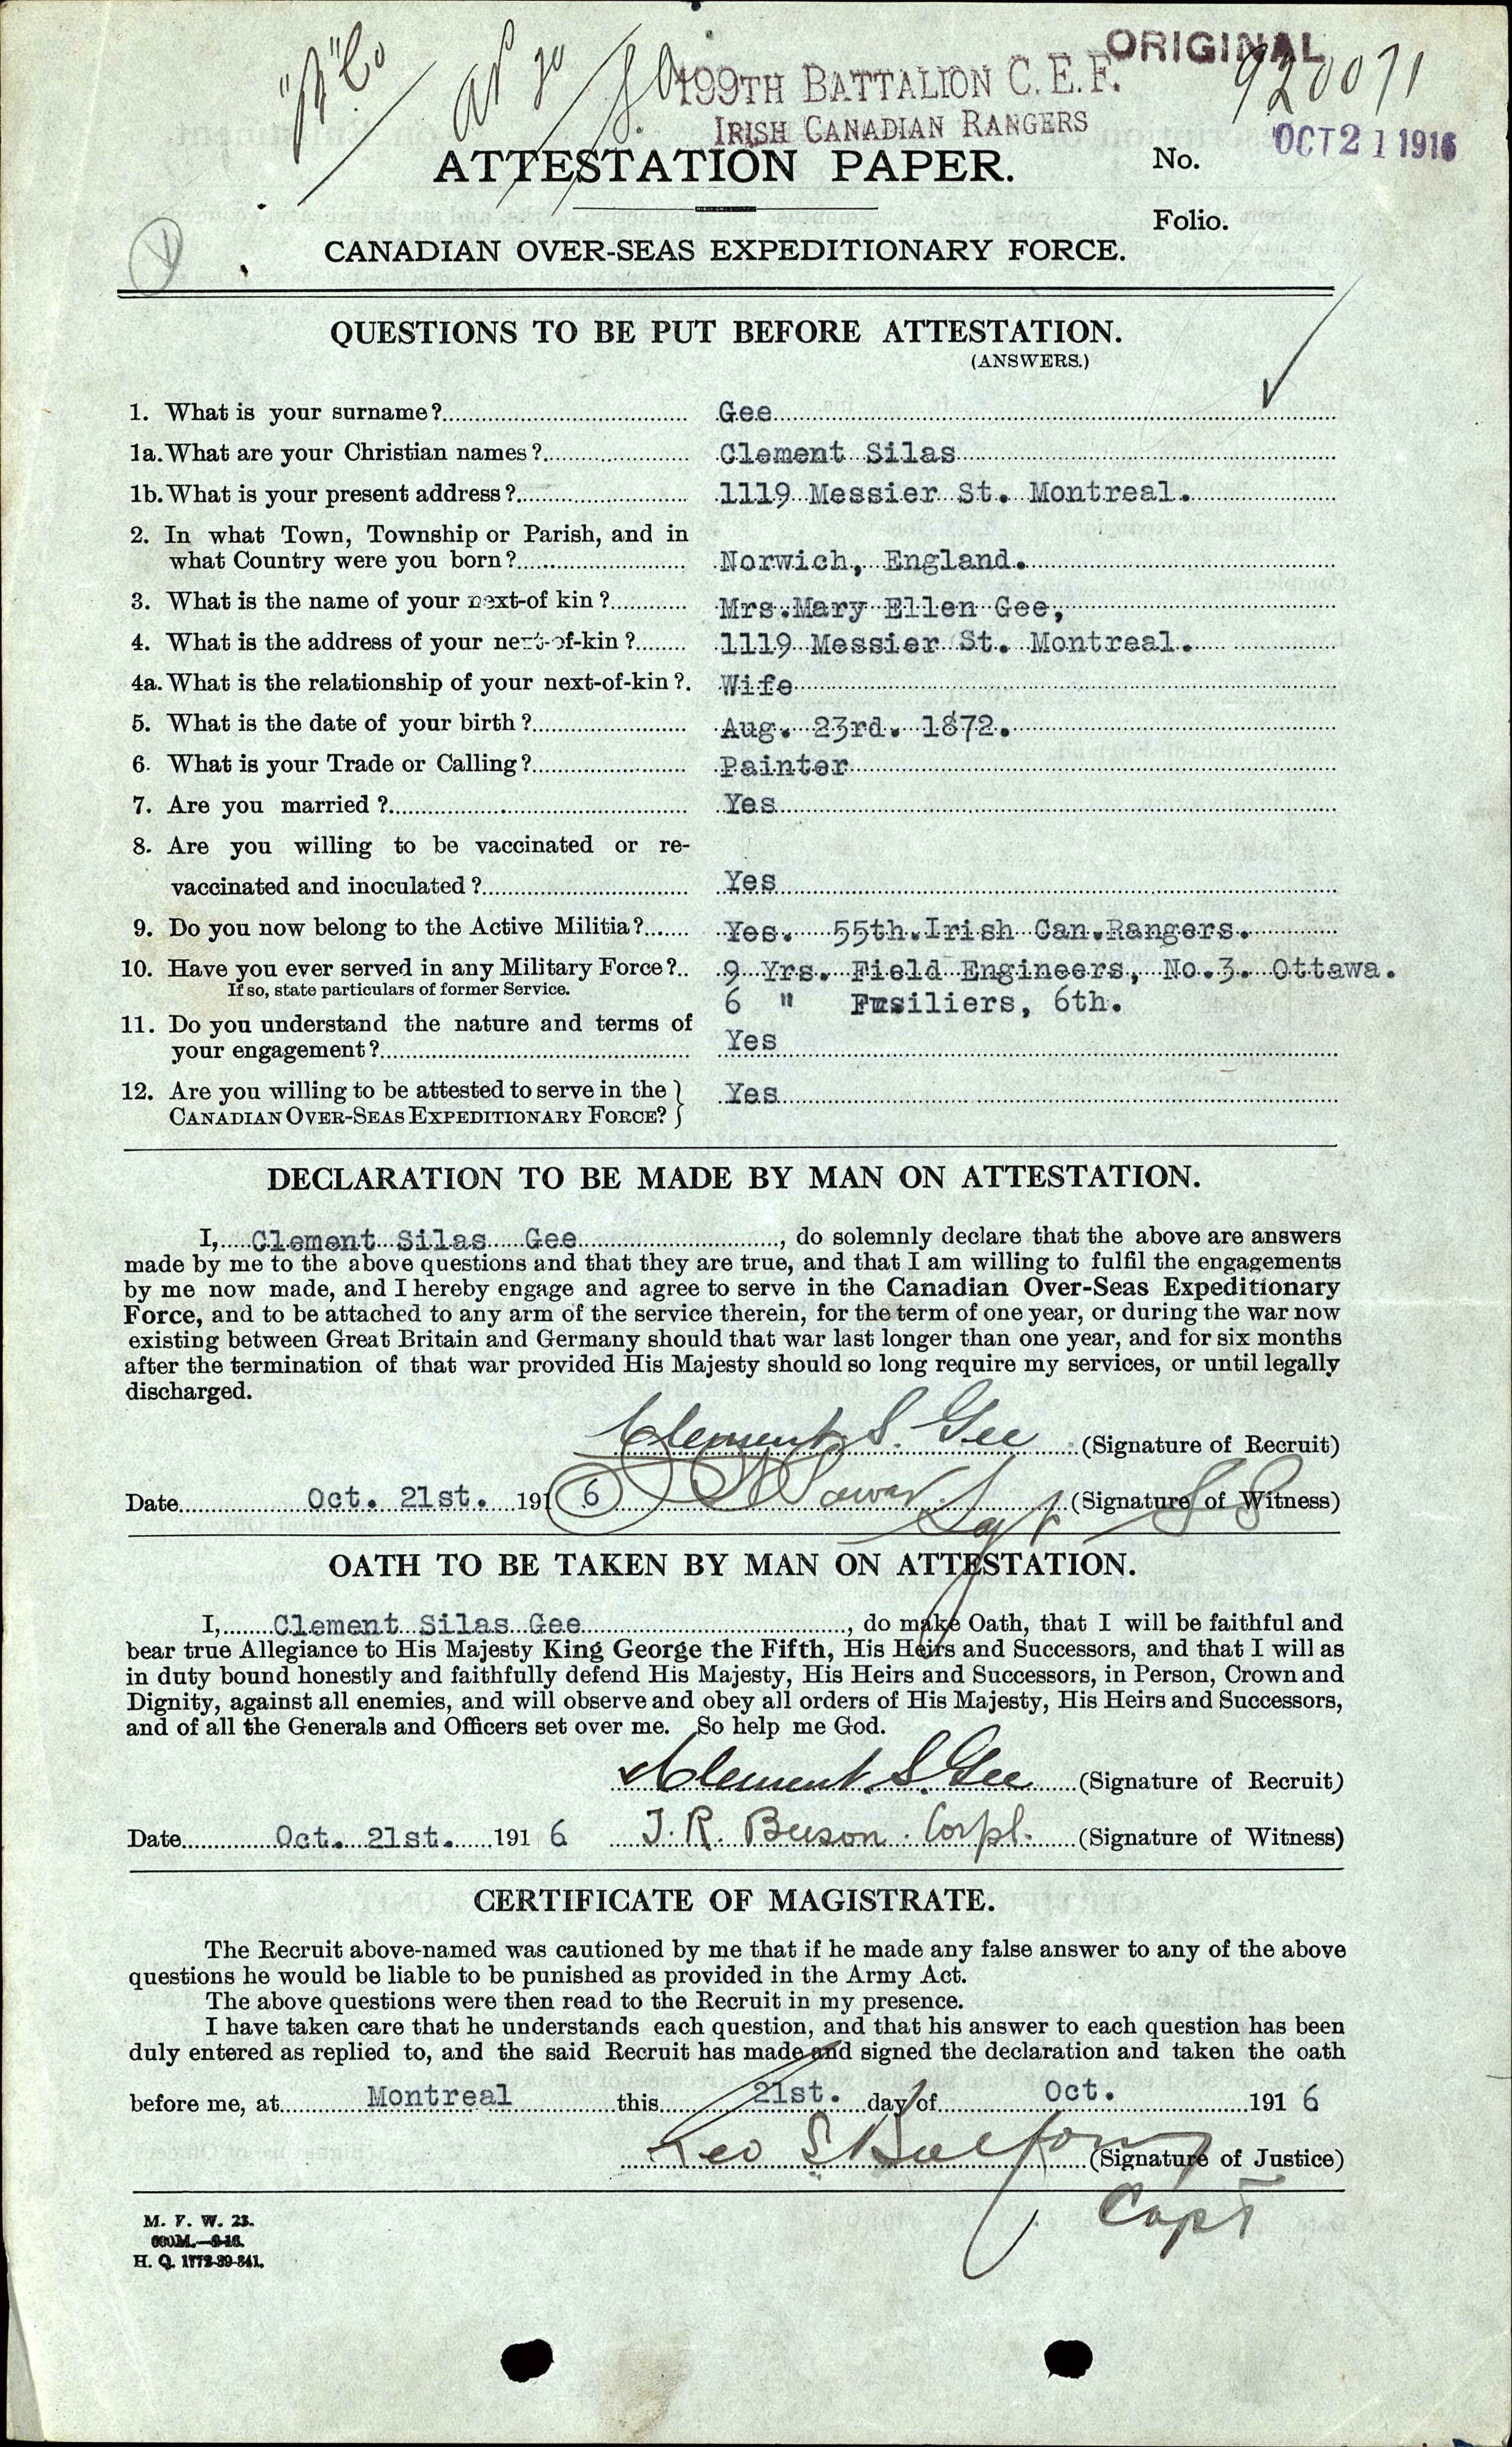 "B" Co
ORIGINAL
920071
199TH BATTALION C.E.F.
IRISH CANADIAN RANGERS
OCT 21 1916
ATTESTATION PAPER.
No.
Folio.
CANADIAN OVER-SEAS EXPEDITIONARY FORCE.
QUESTIONS TO BE PUT BEFORE ATTESTATION.
(ANSWERS.)
1. What is your surname? Gee
1a. What are your Christian names? Clement Silas
1b. What is your present address? 1119 Messier St. Montreal.
2. In what Town, Township or Parish, and in
what Country were you born? Norwich, England.
3. What is the name of your next-of kin? Mrs.Mary Ellen Gee,
4. What is the address of your next-of-kin? 1119 Messier St. Montreal.
4a. What is the relationship of your next-of-kin? Wife
5. What is the date of your birth? Aug. 23rd. 1872.
6. What is your Trade or Calling? Painter
7. Are you married? Yes
8. Are you willing to be vaccinated or re-
vaccinated and inoculated? Yes
9. Do you now belong to the Active Militia? Yes. 55th.Irish Can.Rangers.
10. Have you ever served in any Military Force? 9 Yrs. Field Engineers, No.3. Ottawa.
If so, state particulars of former Service. 6 " Fusiliers, 6th.
11. Do you understand the nature and terms of
your engagement? Yes
12. Are you willing to be attested to serve in the } Yes
CANADIAN OVER-SEAS EXPEDITIONARY FORCE?
DECLARATION TO BE MADE BY MAN ON ATTESTATION.
I, Clement Silas Gee, do solemnly declare that the above are answers
made by me to the above questions and that they are true, and that I am willing to fulfil the engagements
by me now made, and I hereby engage and agree to serve in the Canadian Over-Seas Expeditionary
Force, and to be attached to any arm of the service therein, for the term of one year, or during the war now
existing between Great Britain and Germany should that war last longer than one year, and for six months
after the termination of that war provided His Majesty should so long require my services, or until legally
discharged.
Clement S. Gee (Signature of Recruit)
Date Oct. 21st. 1916 Sgt (Signature of Witness)
OATH TO BE TAKEN BY MAN ON ATTESTATION.
I, Clement Silas Gee, do make Oath, that I will be faithful and
bear true Allegiance to His Majesty King George the Fifth, His Heirs and Successors, and that I will as
in duty bound honestly and faithfully defend His Majesty, His Heirs and Successors, in Person, Crown and
Dignity, against all enemies, and will observe and obey all orders of His Majesty, His Heirs and Successors,
and of all the Generals and Officers set over me. So help me God.
Clement S. Gee (Signature of Recruit)
Date Oct. 21st. 1916 J. R. Beeson. Corpl. (Signature of Witness)
CERTIFICATE OF MAGISTRATE.
The Recruit above-named was cautioned by me that if he made any false answer to any of the above
questions he would be liable to be punished as provided in the Army Act.
The above questions were then read to the Recruit in my presence.
I have taken care that he understands each question, and that his answer to each question has been
duly entered as replied to, and the said Recruit has made and signed the declaration and taken the oath
before me, at Montreal this 21st. day of Oct. 1916
(Signature of Justice)
Capt
M. F. W. 23.
600M.—6-16.
H. Q. 1772-39-841.